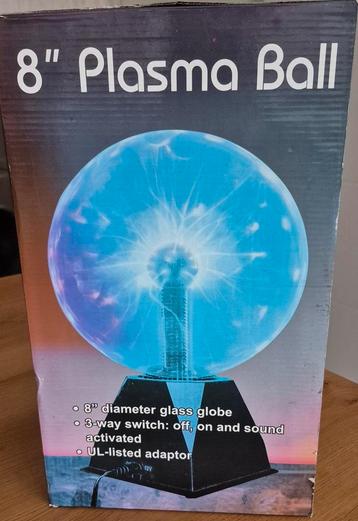 8" Plasma Ball
• 8" diameter glass globe
• 3-way switch: off, on and sound
activated
• UL-listed adaptor